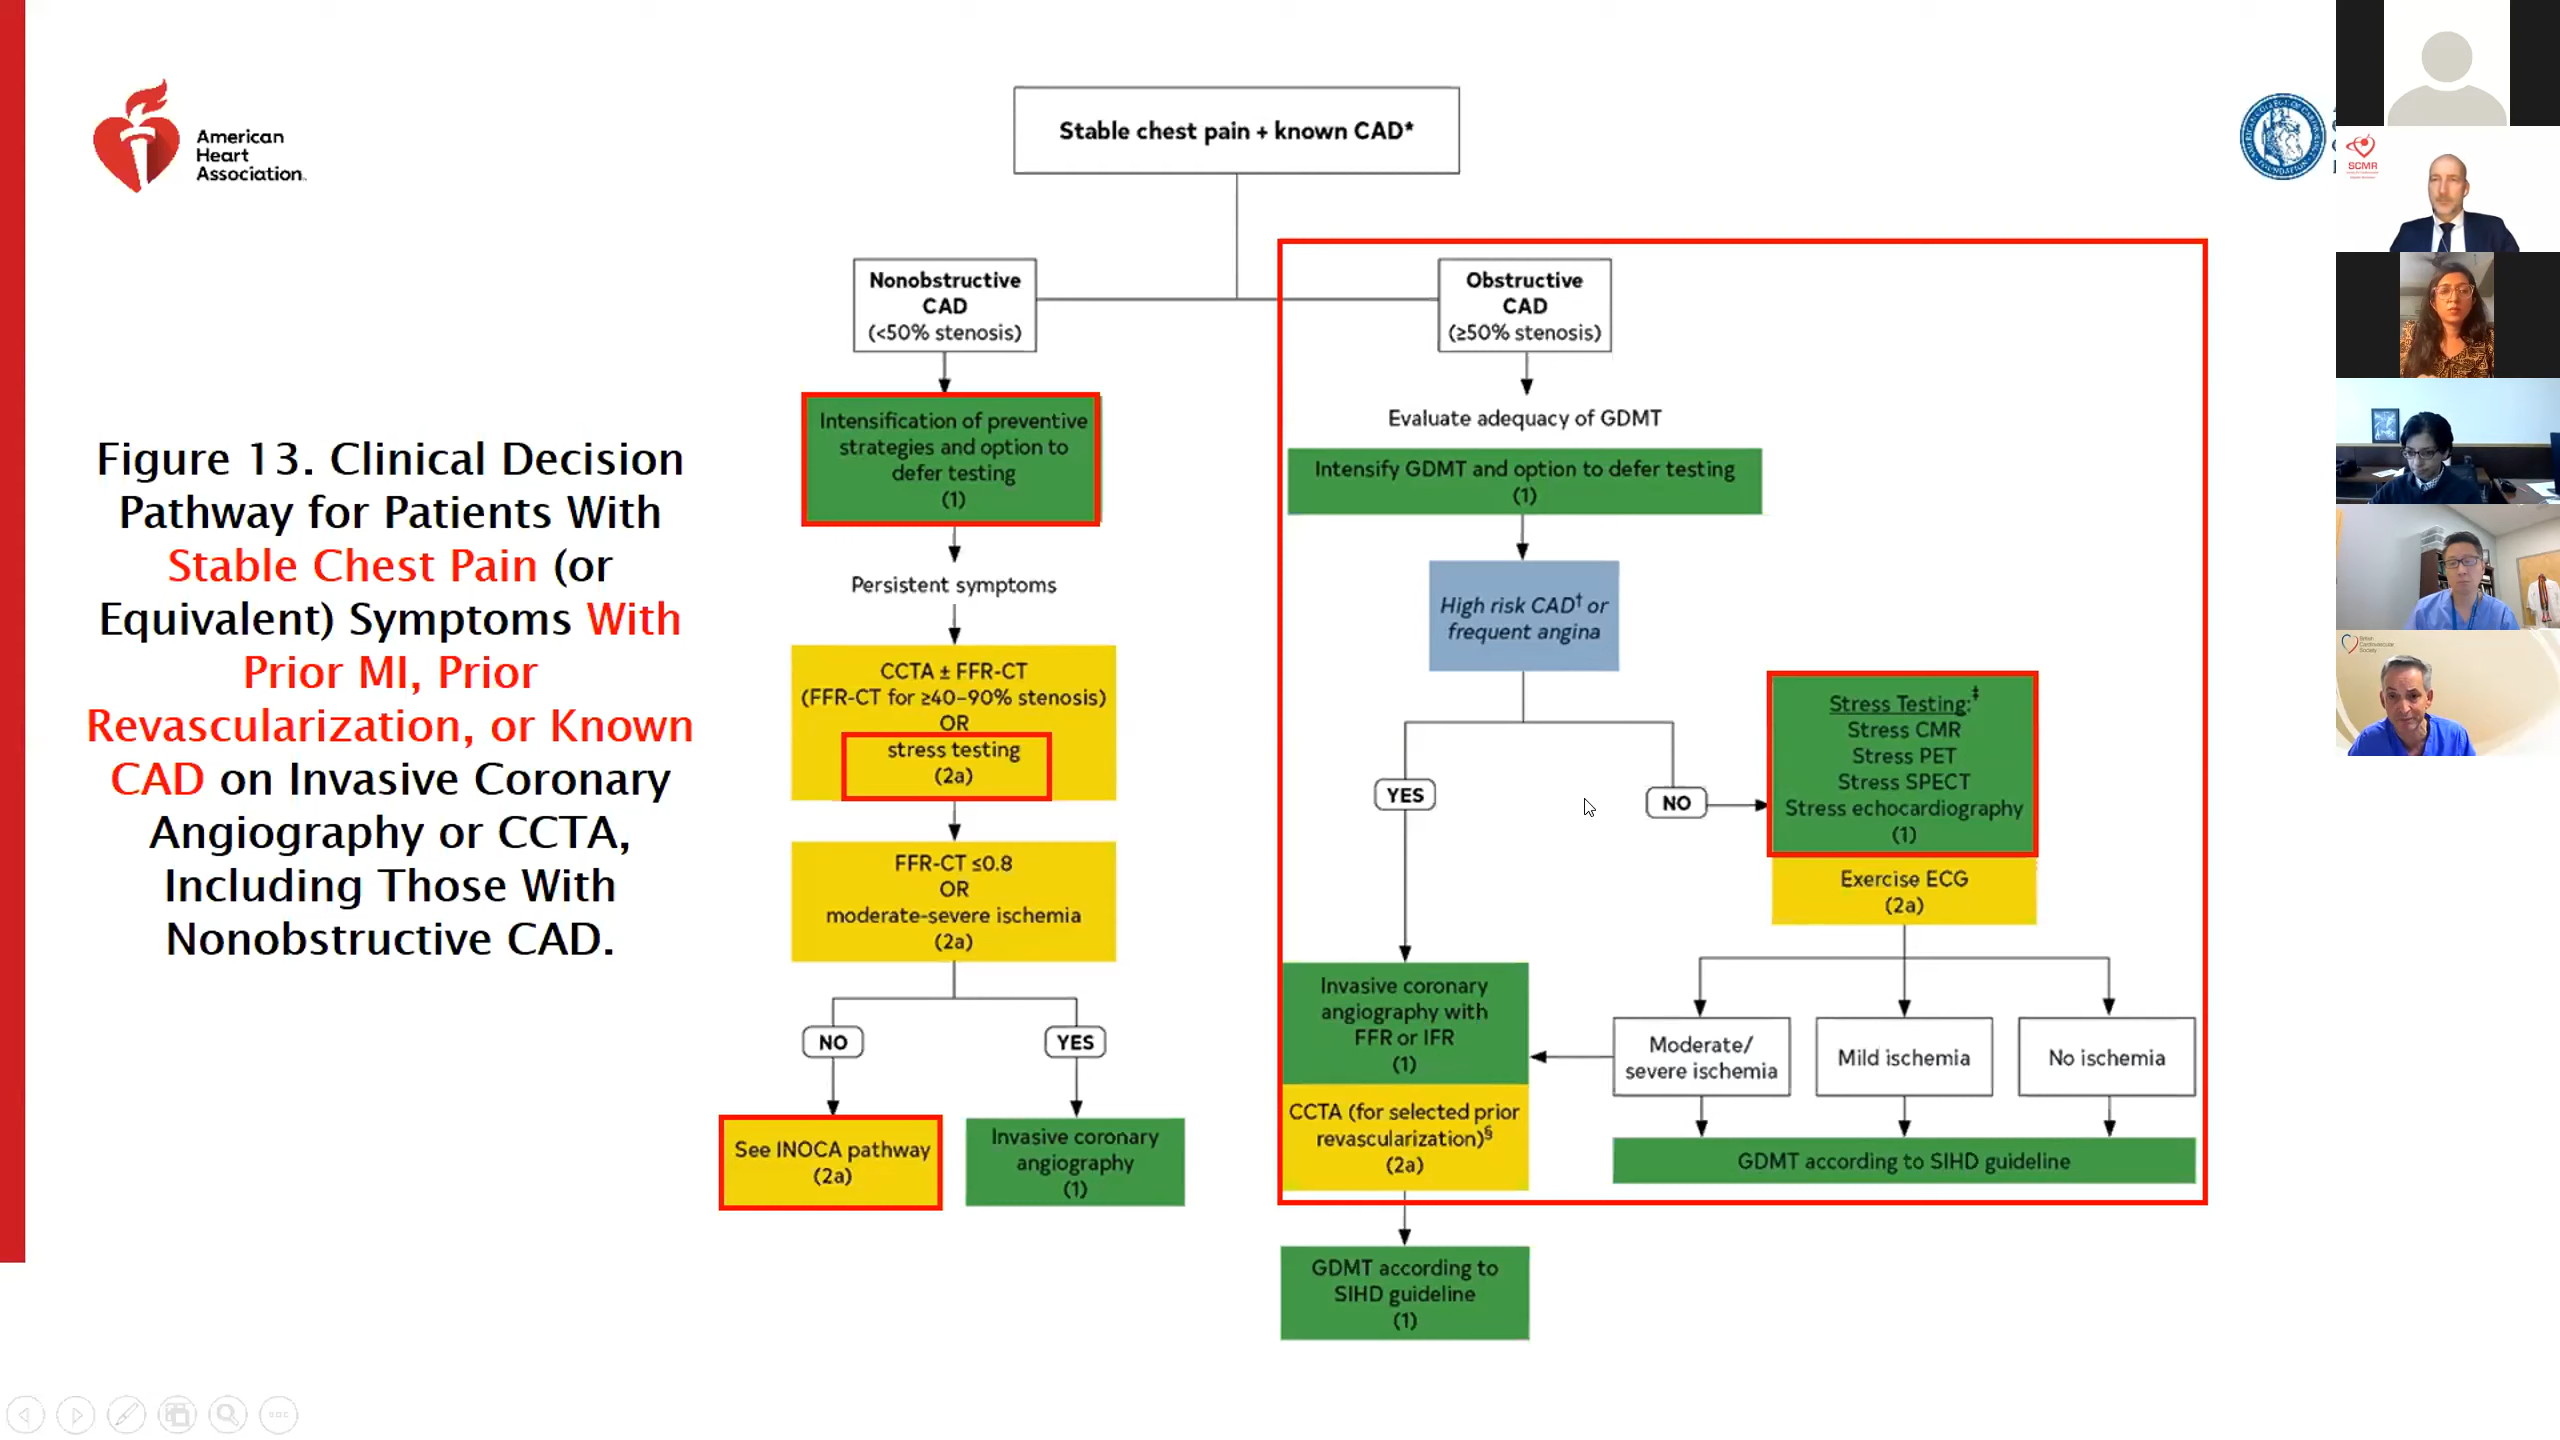 American
Heart
Association.
Figure 13. Clinical Decision
Pathway for Patients With
Stable Chest Pain (or
Equivalent) Symptoms With
Prior MI, Prior
Revascularization, or Known
CAD on Invasive Coronary
Angiography or CCTA,
Including Those With
Nonobstructive CAD.
Stable chest pain + known CAD*
Nonobstructive
CAD
(<50% stenosis)
Intensification of preventive
strategies and option to
defer testing
(1)
Persistent symptoms
CCTA ± FFR-CT
(FFR-CT for ≥40–90% stenosis)
OR
stress testing
(2a)
FFR-CT ≤0.8
OR
moderate-severe ischemia
(2a)
NO
YES
See INOCA pathway
(2a)
Invasive coronary
angiography
(1)
Obstructive
CAD
(≥50% stenosis)
Evaluate adequacy of GDMT
Intensify GDMT and option to defer testing
(1)
High risk CAD† or
frequent angina
YES
NO
Stress Testing:‡
Stress CMR
Stress PET
Stress SPECT
Stress echocardiography
(1)
Exercise ECG
(2a)
Invasive coronary
angiography with
FFR or IFR
(1)
CCTA (for selected prior
revascularization)§
(2a)
Moderate/
severe ischemia
Mild ischemia
No ischemia
GDMT according to SIHD guideline
GDMT according to
SIHD guideline
(1)
SCMR
British
Cardiovascular
Society